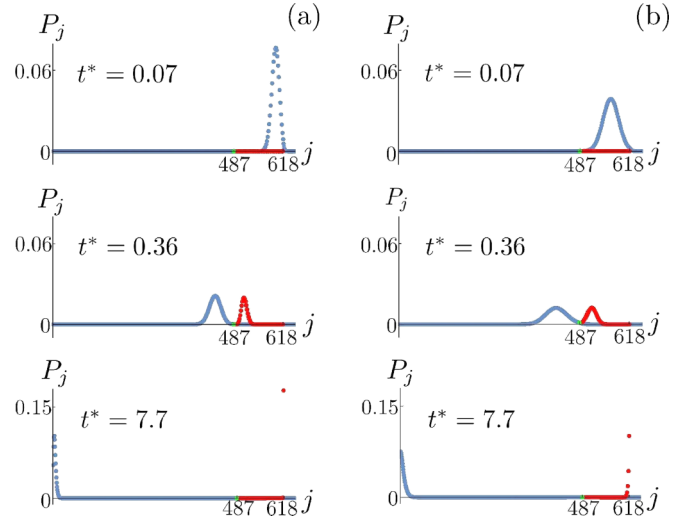 (a)
P_j
0.06
t* = 0.07
0
487 618 j
P_j
0.06
t* = 0.36
0
487 618 j
P_j
0.15
t* = 7.7
0
487 618 j
(b)
P_j
0.06
t* = 0.07
0
487 618 j
P_j
0.06
t* = 0.36
0
487 618 j
P_j
0.15
t* = 7.7
0
487 618 j